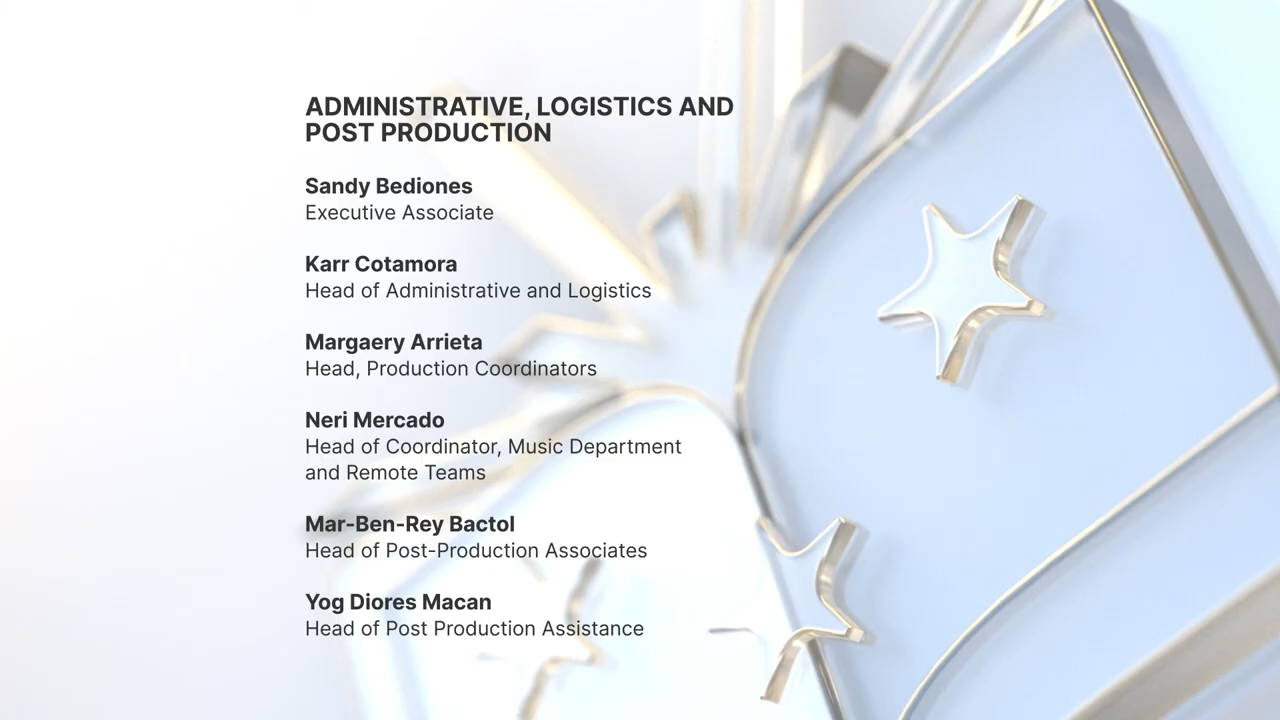 ADMINISTRATIVE, LOGISTICS AND
POST PRODUCTION
Sandy Bediones
Executive Associate
Karr Cotamora
Head of Administrative and Logistics
Margaery Arrieta
Head, Production Coordinators
Neri Mercado
Head of Coordinator, Music Department
and Remote Teams
Mar-Ben-Rey Bactol
Head of Post-Production Associates
Yog Diores Macan
Head of Post Production Assistance